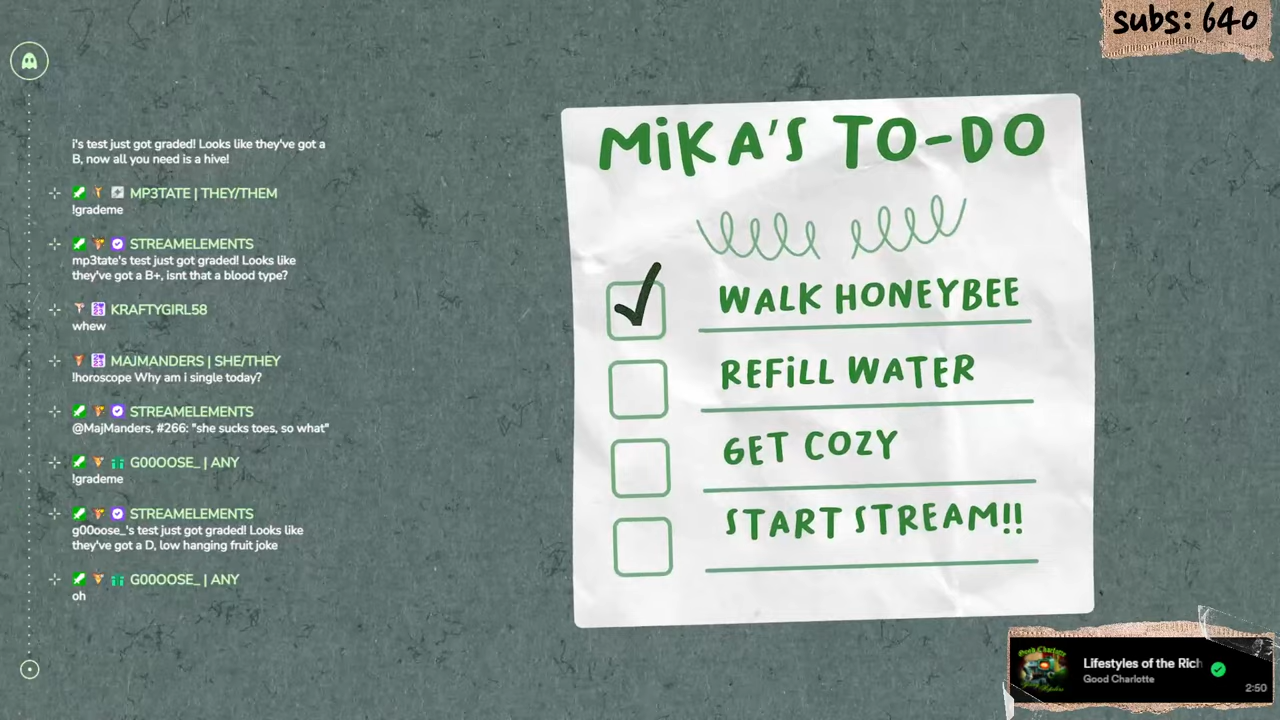 subs: 640
i's test just got graded! Looks like they've got a
B, now all you need is a hive!
MP3TATE | THEY/THEM
!grademe
STREAMELEMENTS
mp3tate's test just got graded! Looks like
they've got a B+, isnt that a blood type?
KRAFTYGIRL58
whew
MAJMANDERS | SHE/THEY
!horoscope Why am i single today?
STREAMELEMENTS
@MajManders, #266: "she sucks toes, so what"
G00OOSE_ | ANY
!grademe
STREAMELEMENTS
g00oose_'s test just got graded! Looks like
they've got a D, low hanging fruit joke
G00OOSE_ | ANY
oh
MiKA'S TO-DO
WALK HONEYBEE
REFiLL WATER
GET COZY
START STREAM!!
Lifestyles of the Rich
Good Charlotte
2:50